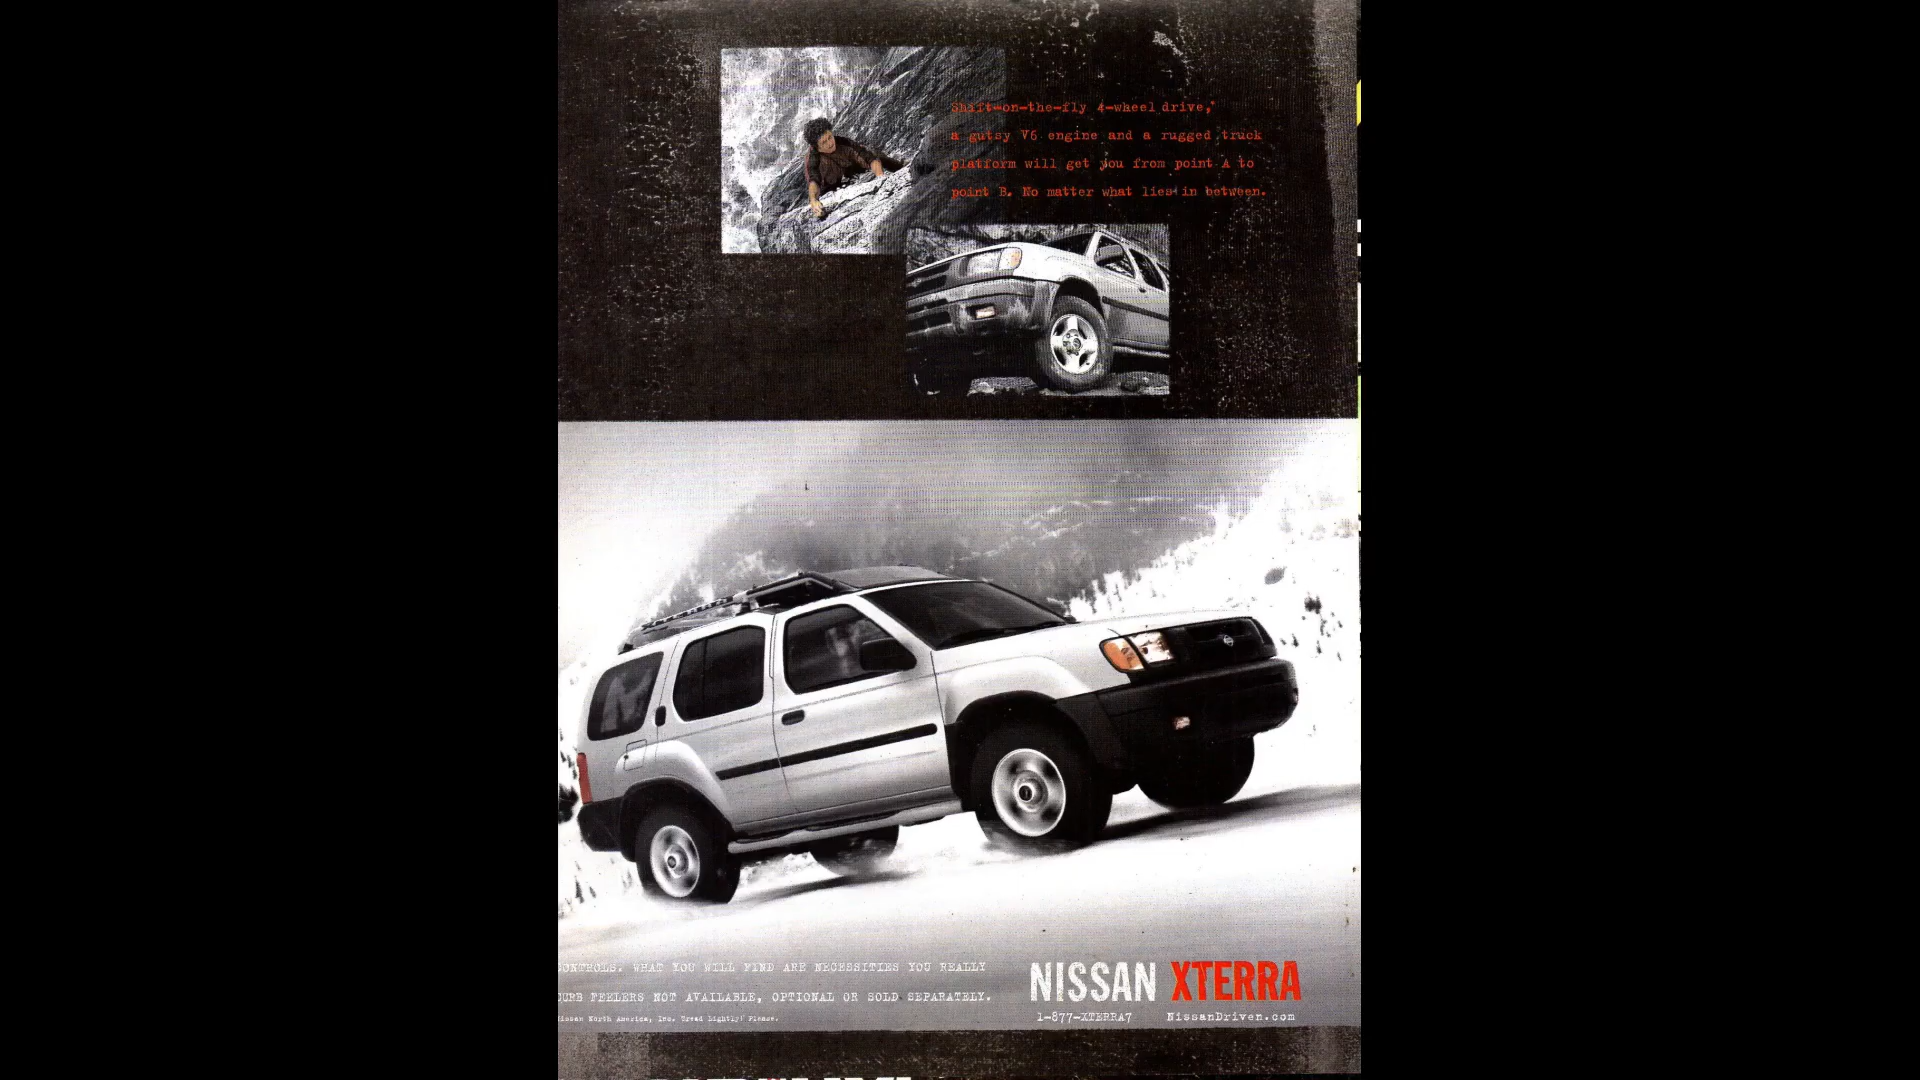 Shift-on-the-fly 4-wheel drive,*
a gutsy V6 engine and a rugged truck
platform will get you from point A to
point B. No matter what lies in between.
CONTROLS. WHAT YOU WILL FIND ARE NECESSITIES YOU REALLY
CURB FEELERS NOT AVAILABLE, OPTIONAL OR SOLD SEPARATELY.
Nissan North America, Inc. Tread Lightly! Please.
NISSAN XTERRA
1-877-XTERRA7 NissanDriven.com